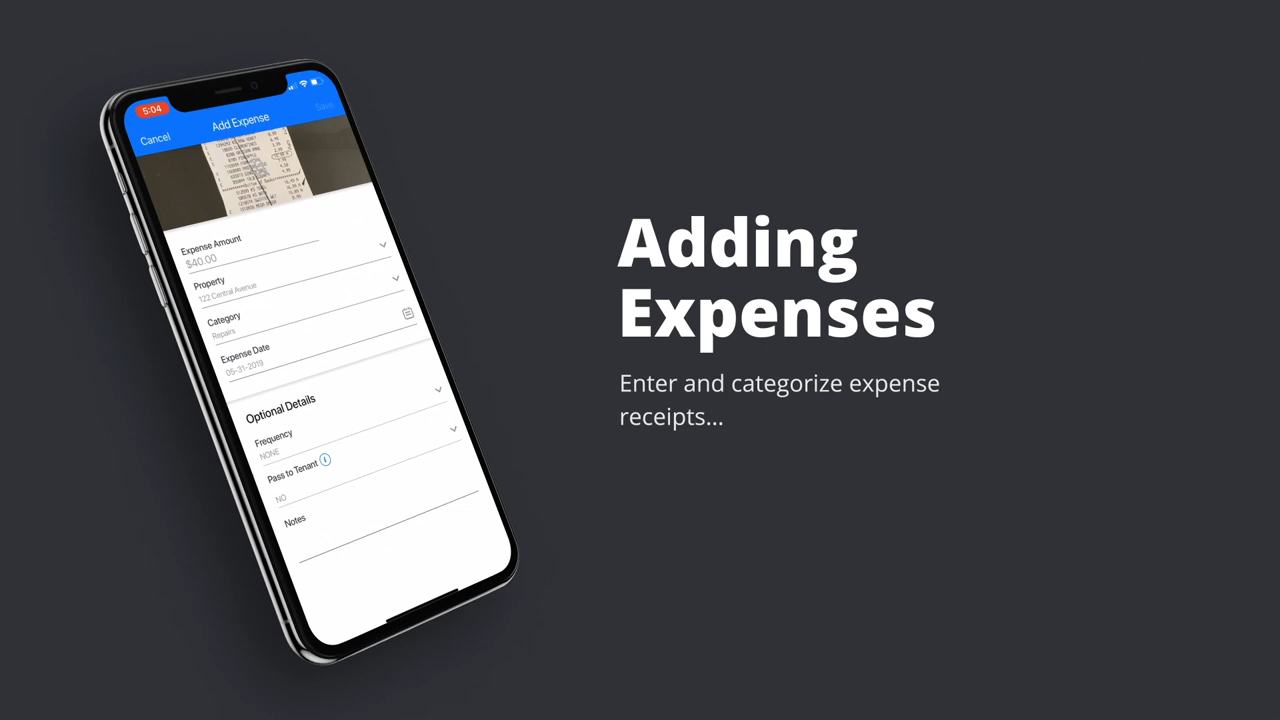 5:04
Cancel
Add Expense
Save
Expense Amount
$40.00
Property
122 Central Avenue
Category
Repairs
Expense Date
05-31-2019
Optional Details
Frequency
NONE
Pass to Tenant i
NO
Notes
Adding
Expenses
Enter and categorize expense
receipts...